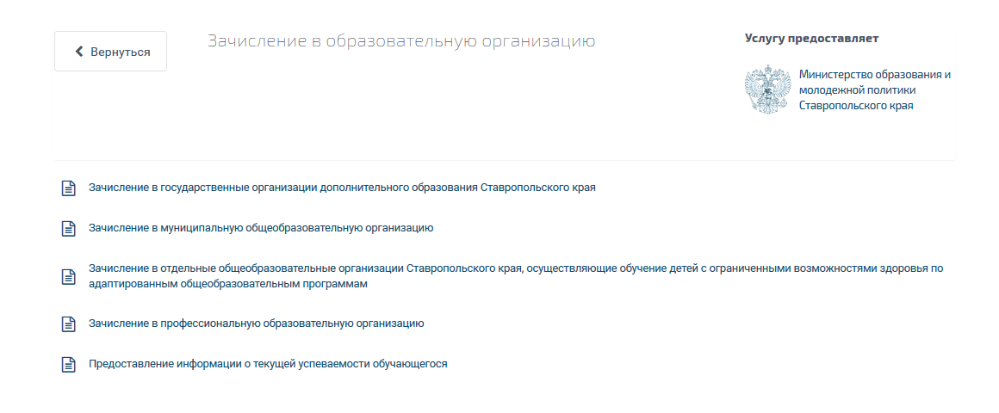 Вернуться
Зачисление в образовательную организацию
Услугу предоставляет
Министерство образования и
молодежной политики
Ставропольского края
Зачисление в государственные организации дополнительного образования Ставропольского края
Зачисление в муниципальную общеобразовательную организацию
Зачисление в отдельные общеобразовательные организации Ставропольского края, осуществляющие обучение детей с ограниченными возможностями здоровья по
адаптированным общеобразовательным программам
Зачисление в профессиональную образовательную организацию
Предоставление информации о текущей успеваемости обучающегося